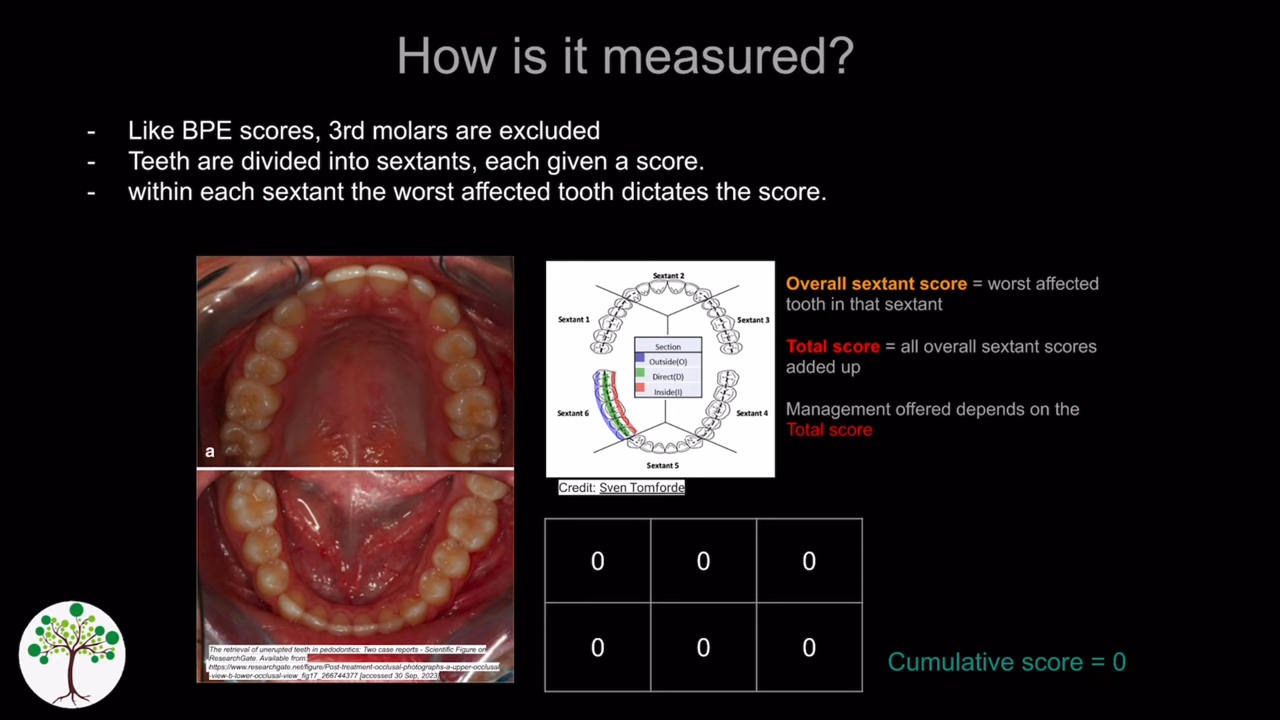 How is it measured?
- Like BPE scores, 3rd molars are excluded
- Teeth are divided into sextants, each given a score.
- within each sextant the worst affected tooth dictates the score.
a
The retrieval of unerupted teeth in pedodontics: Two case reports - Scientific Figure on
ResearchGate. Available from:
https://www.researchgate.net/figure/Post-treatment-occlusal-photographs-a-upper-occlusal
-view-b-lower-occlusal-view_fig17_266744377 [accessed 30 Sep, 2023]
Sextant 2
Sextant 1
Sextant 3
Section
Outside(O)
Direct(D)
Inside(I)
Sextant 6
Sextant 4
Sextant 5
Credit: Sven Tomforde
Overall sextant score = worst affected
tooth in that sextant
Total score = all overall sextant scores
added up
Management offered depends on the
Total score
0 0 0
0 0 0
Cumulative score = 0